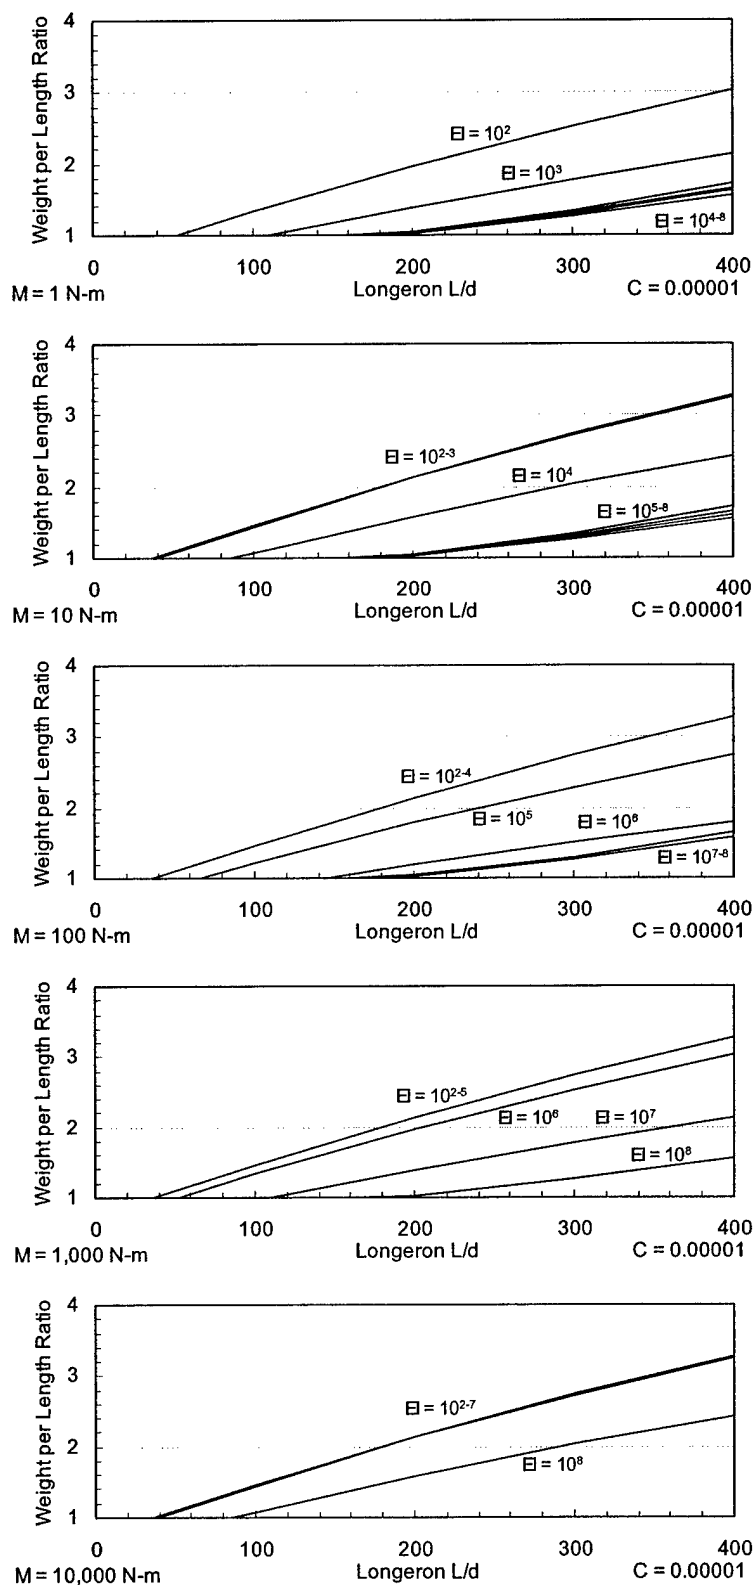 Weight per Length Ratio
4
3
EI = 10²
2
EI = 10³
EI = 10⁴⁻⁸
1
0 100 200 300 400
M = 1 N-m Longeron L/d C = 0.00001
Weight per Length Ratio
4
3
EI = 10²⁻³
EI = 10⁴
2
EI = 10⁵⁻⁸
1
0 100 200 300 400
M = 10 N-m Longeron L/d C = 0.00001
Weight per Length Ratio
4
3
EI = 10²⁻⁴
2
EI = 10⁵ EI = 10⁶
EI = 10⁷⁻⁸
1
0 100 200 300 400
M = 100 N-m Longeron L/d C = 0.00001
Weight per Length Ratio
4
3
EI = 10²⁻⁵
EI = 10⁶ EI = 10⁷
2
EI = 10⁸
1
0 100 200 300 400
M = 1,000 N-m Longeron L/d C = 0.00001
Weight per Length Ratio
4
3
EI = 10²⁻⁷
2
EI = 10⁸
1
0 100 200 300 400
M = 10,000 N-m Longeron L/d C = 0.00001